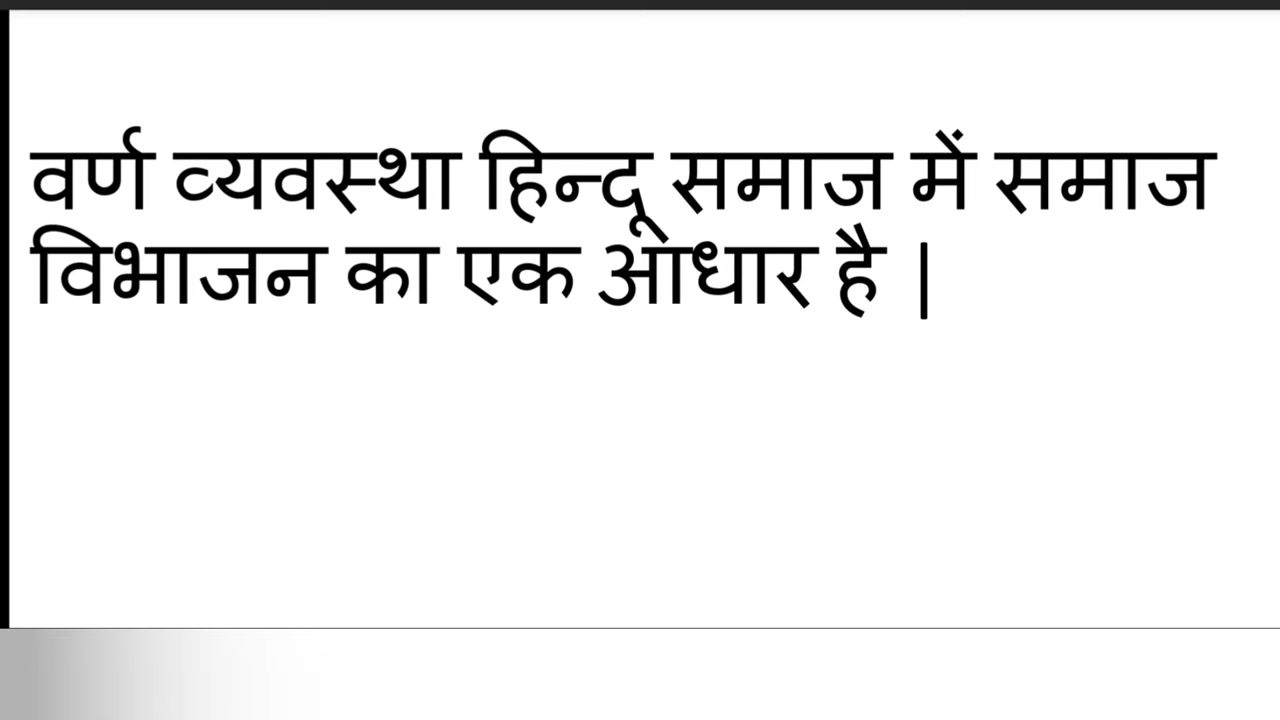 वर्ण व्यवस्था हिन्दू समाज में समाज
विभाजन का एक आधार है |